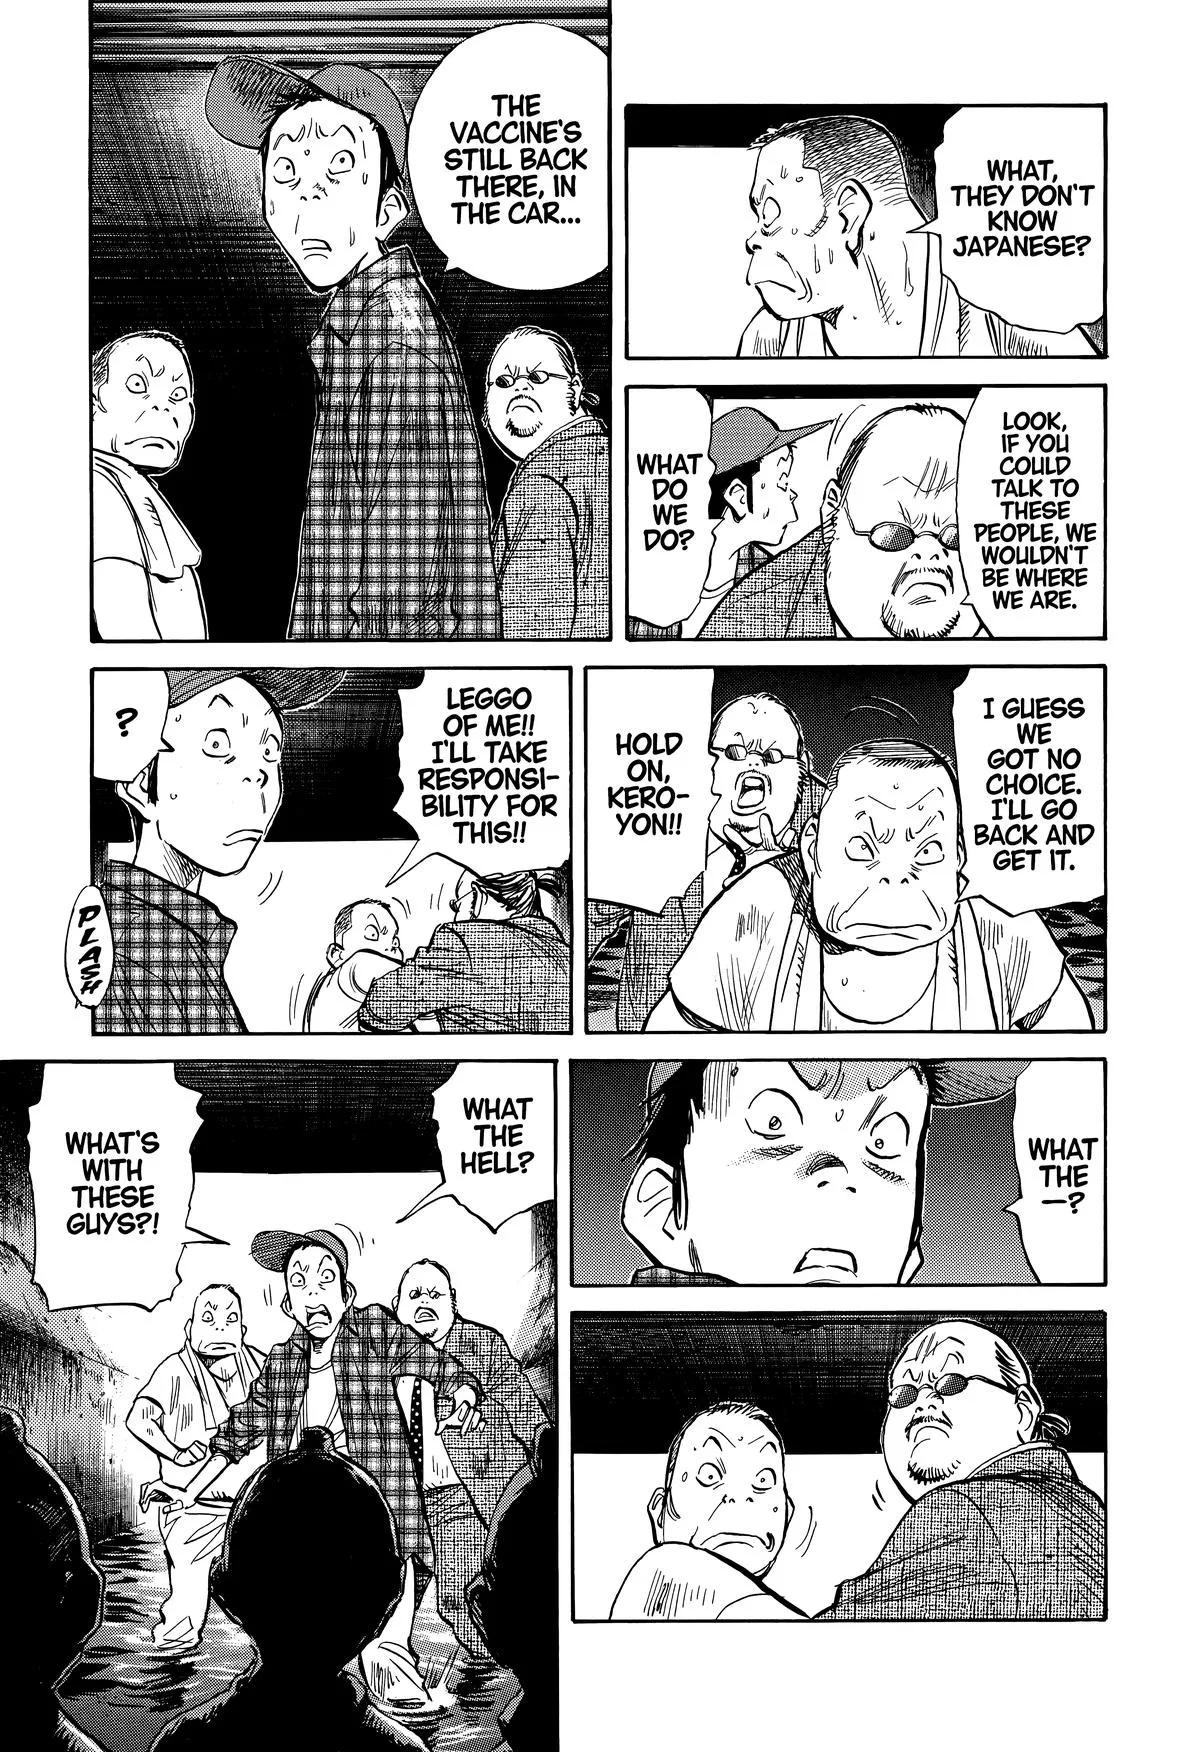 WHAT,
THEY DON'T
KNOW
JAPANESE?
THE
VACCINE'S
STILL BACK
THERE, IN
THE CAR...
LOOK,
IF YOU
COULD
TALK TO
THESE
PEOPLE, WE
WOULDN'T
BE WHERE
WE ARE.
WHAT
DO
WE
DO?
I GUESS
WE
GOT NO
CHOICE.
I'LL GO
BACK AND
GET IT.
HOLD
ON,
KERO-
YON!!
LEGGO
OF ME!!
I'LL TAKE
RESPONSI-
BILITY FOR
THIS!!
?
PLASH
WHAT
THE
—?
WHAT
THE
HELL?
WHAT'S
WITH
THESE
GUYS?!